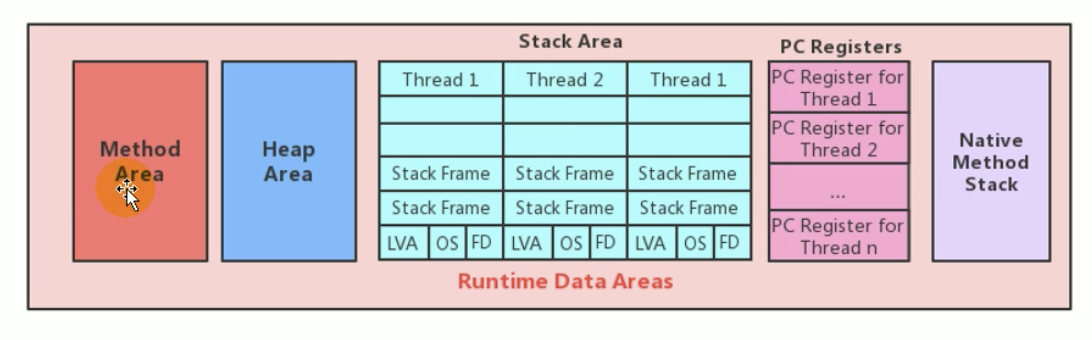 Stack Area
PC Registers
Method
Area
Heap
Area
Thread 1
Thread 2
Thread 1
Stack Frame
Stack Frame
Stack Frame
Stack Frame
Stack Frame
Stack Frame
LVA
OS
FD
LVA
OS
FD
LVA
OS
FD
PC Register for
Thread 1
PC Register for
Thread 2
...
PC Register for
Thread n
Native
Method
Stack
Runtime Data Areas